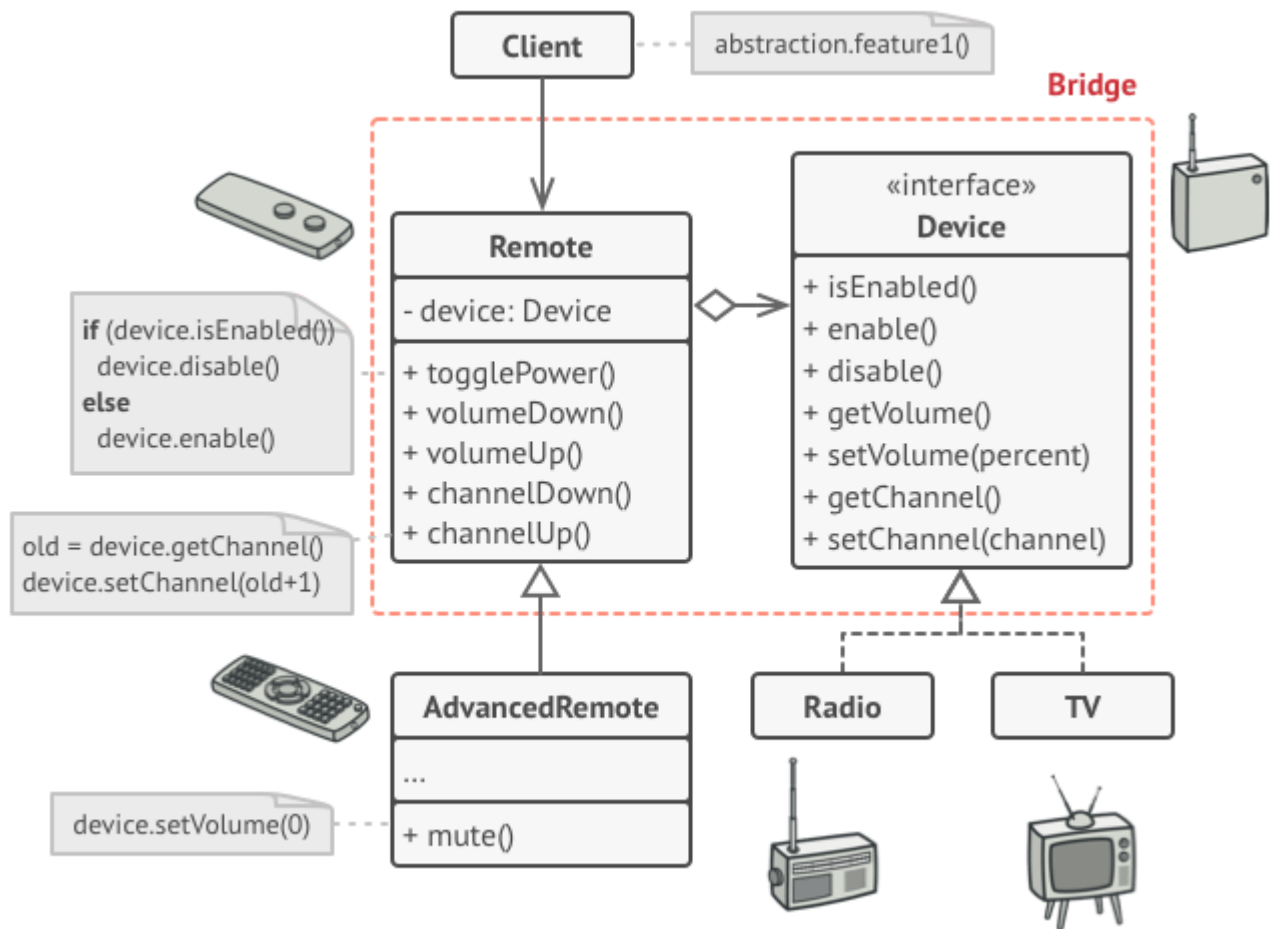 Client
abstraction.feature1()
Bridge
Remote
- device: Device
+ togglePower()
+ volumeDown()
+ volumeUp()
+ channelDown()
+ channelUp()
«interface»
Device
+ isEnabled()
+ enable()
+ disable()
+ getVolume()
+ setVolume(percent)
+ getChannel()
+ setChannel(channel)
if (device.isEnabled())
device.disable()
else
device.enable()
old = device.getChannel()
device.setChannel(old+1)
AdvancedRemote
...
+ mute()
device.setVolume(0)
Radio
TV